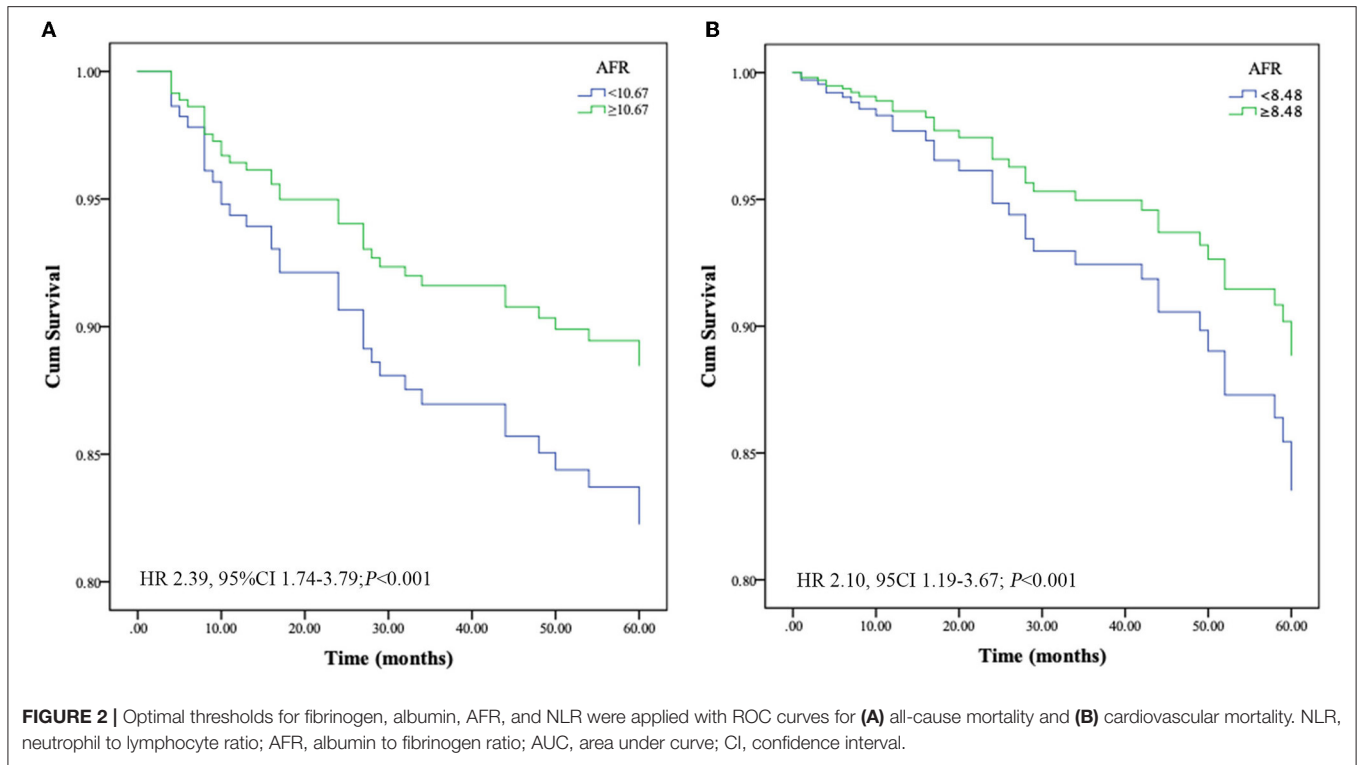 A
AFR
<10.67
≥10.67
1.00
0.95
0.90
0.85
0.80
Cum Survival
HR 2.39, 95%CI 1.74-3.79;P<0.001
.00 10.00 20.00 30.00 40.00 50.00 60.00
Time (months)
B
AFR
<8.48
≥8.48
1.00
0.95
0.90
0.85
0.80
Cum Survival
HR 2.10, 95CI 1.19-3.67; P<0.001
.00 10.00 20.00 30.00 40.00 50.00 60.00
Time (months)
FIGURE 2 | Optimal thresholds for fibrinogen, albumin, AFR, and NLR were applied with ROC curves for (A) all-cause mortality and (B) cardiovascular mortality. NLR,
neutrophil to lymphocyte ratio; AFR, albumin to fibrinogen ratio; AUC, area under curve; CI, confidence interval.